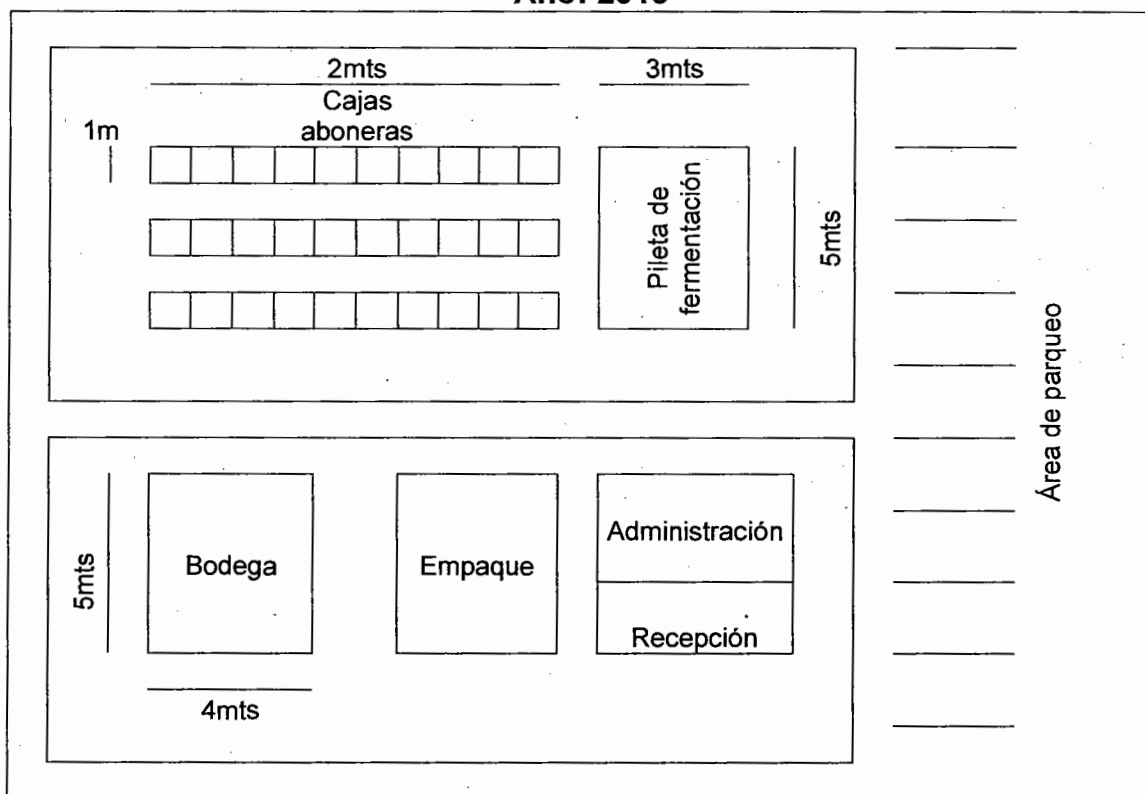 2mts
3mts
Cajas
aboneras
1m
Pileta de
fermentación
5mts
Área de parqueo
5mts
Bodega
Empaque
Administración
Recepción
4mts